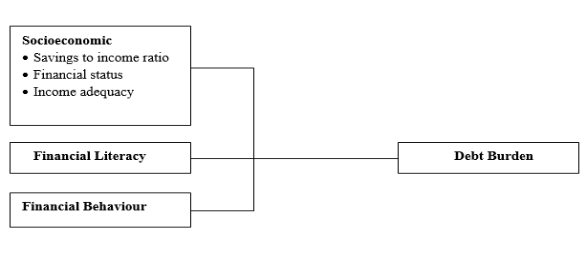 Socioeconomic
• Savings to income ratio
• Financial status
• Income adequacy
Financial Literacy
Debt Burden
Financial Behaviour